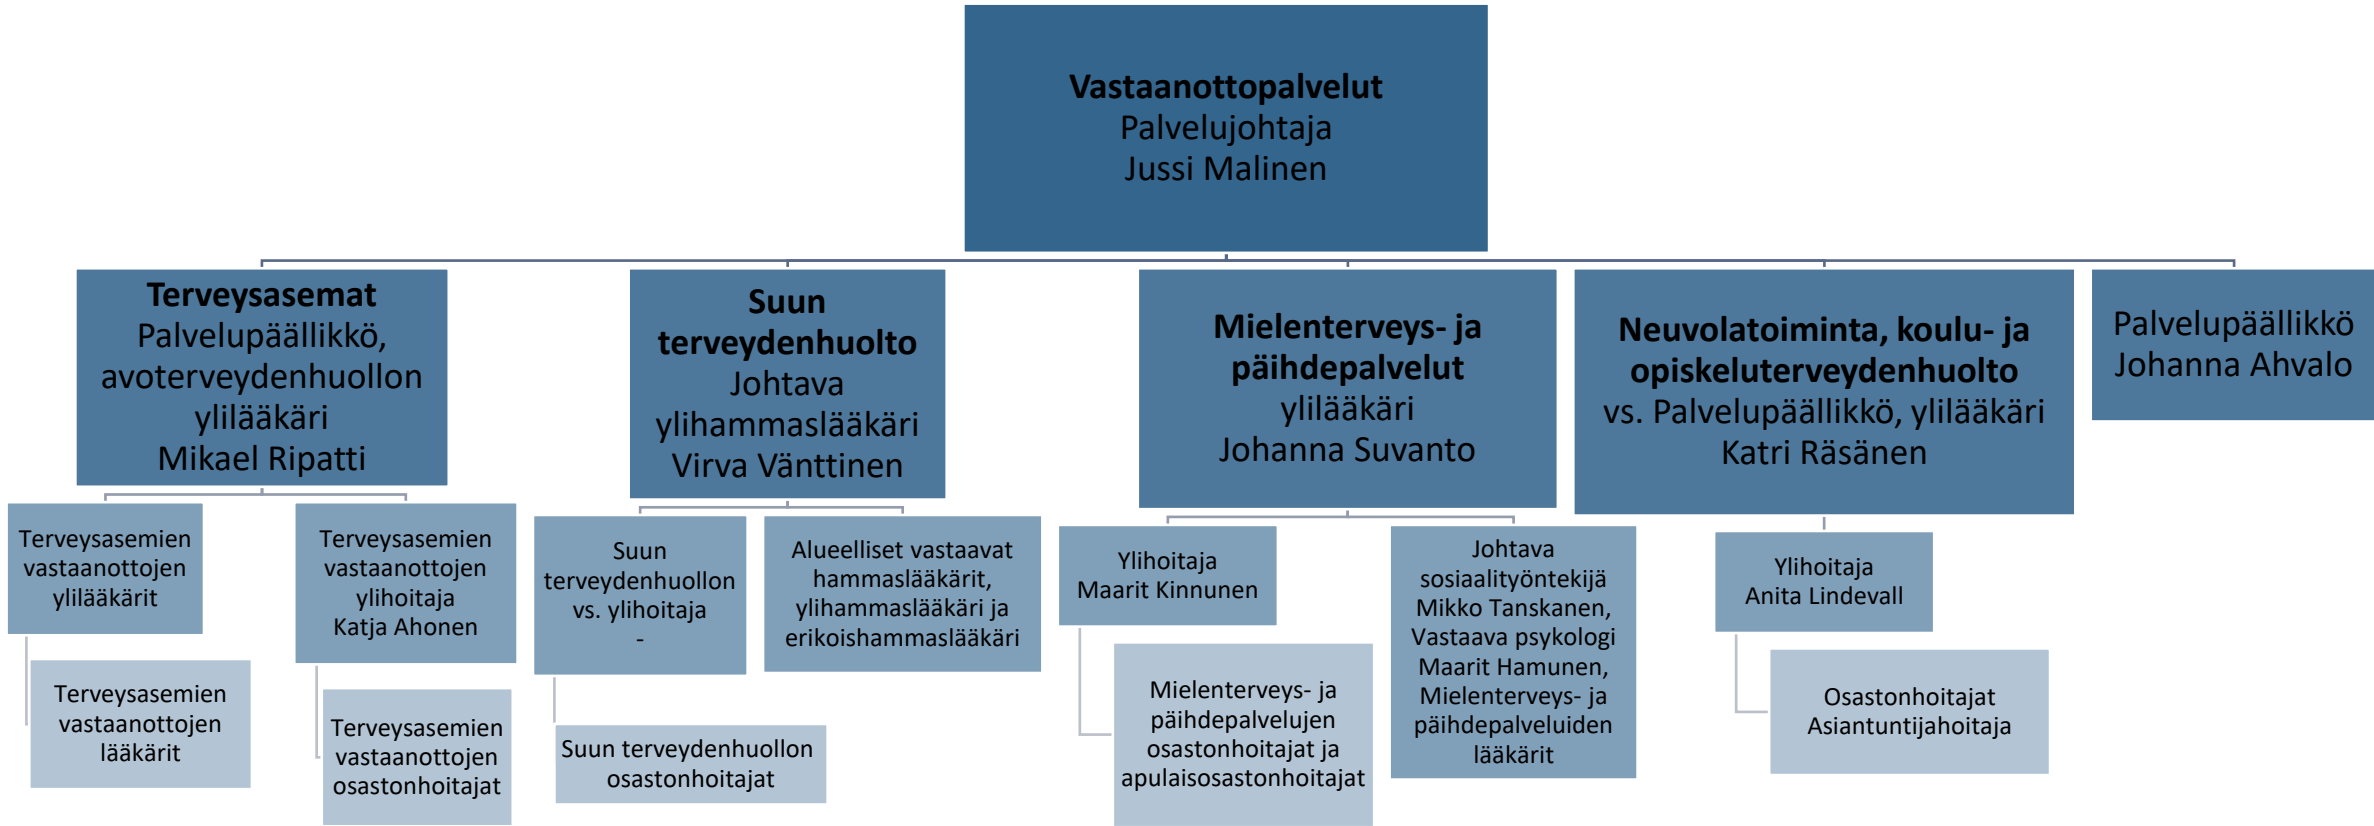 Vastaanottopalvelut
Palvelujohtaja
Jussi Malinen
Terveysasemat
Palvelupäällikkö,
avoterveydenhuollon
ylilääkäri
Mikael Ripatti
Suun
terveydenhuolto
Johtava
ylihammaslääkäri
Virva Vänttinen
Mielenterveys- ja
päihdepalvelut
ylilääkäri
Johanna Suvanto
Neuvolatoiminta, koulu- ja
opiskeluterveydenhuolto
vs. Palvelupäällikkö, ylilääkäri
Katri Räsänen
Palvelupäällikkö
Johanna Ahvalo
Terveysasemien
vastaanottojen
ylilääkärit
Terveysasemien
vastaanottojen
lääkärit
Terveysasemien
vastaanottojen
ylihoitaja
Katja Ahonen
Terveysasemien
vastaanottojen
osastonhoitajat
Suun
terveydenhuollon
vs. ylihoitaja
-
Suun terveydenhuollon
osastonhoitajat
Alueelliset vastaavat
hammaslääkärit,
ylihammaslääkäri ja
erikoishammaslääkäri
Ylihoitaja
Maarit Kinnunen
Mielenterveys- ja
päihdepalvelujen
osastonhoitajat ja
apulaisosastonhoitajat
Johtava
sosiaalityöntekijä
Mikko Tanskanen,
Vastaava psykologi
Maarit Hamunen,
Mielenterveys- ja
päihdepalveluiden
lääkärit
Ylihoitaja
Anita Lindevall
Osastonhoitajat
Asiantuntijahoitaja